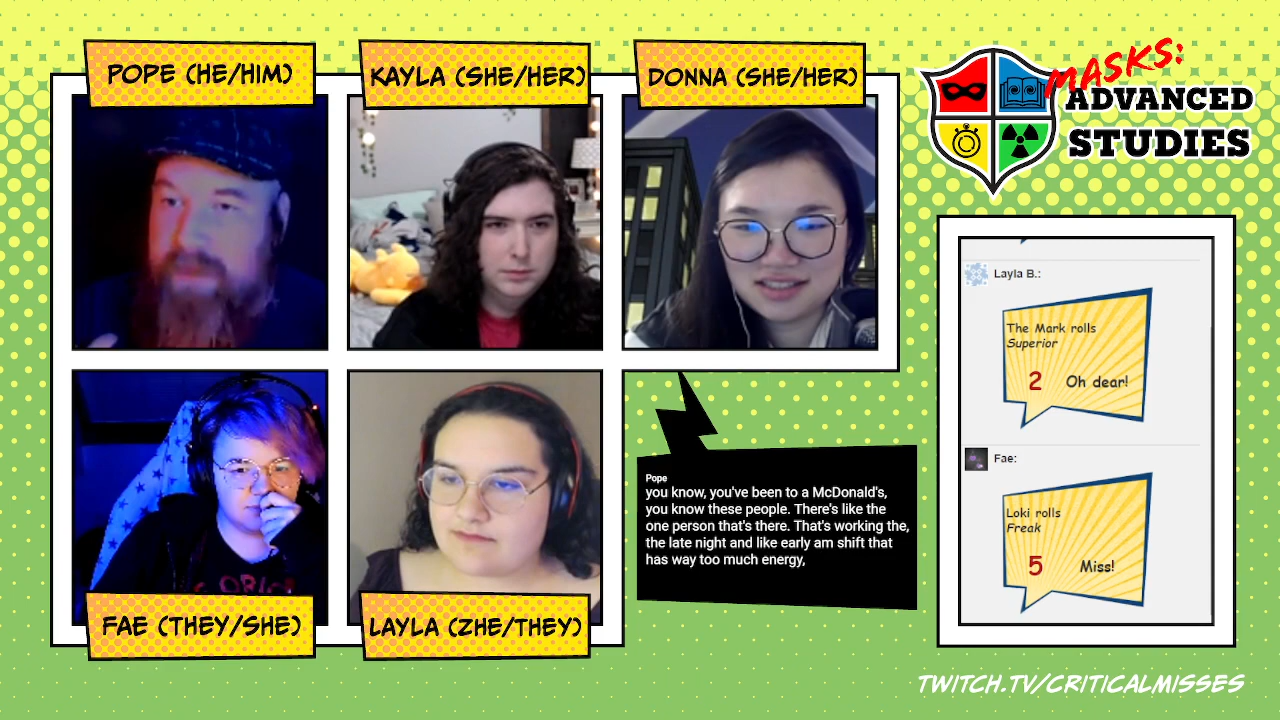 POPE (HE/HIM)
KAYLA (SHE/HER)
DONNA (SHE/HER)
MASKS:
ADVANCED
STUDIES
Layla B.:
The Mark rolls
Superior
2 Oh dear!
Fae:
Loki rolls
Freak
5 Miss!
Pope
you know, you've been to a McDonald's,
you know these people. There's like the
one person that's there. That's working the,
the late night and like early am shift that
has way too much energy,
FAE (THEY/SHE)
LAYLA (ZHE/THEY)
TWITCH.TV/CRITICALMISSES